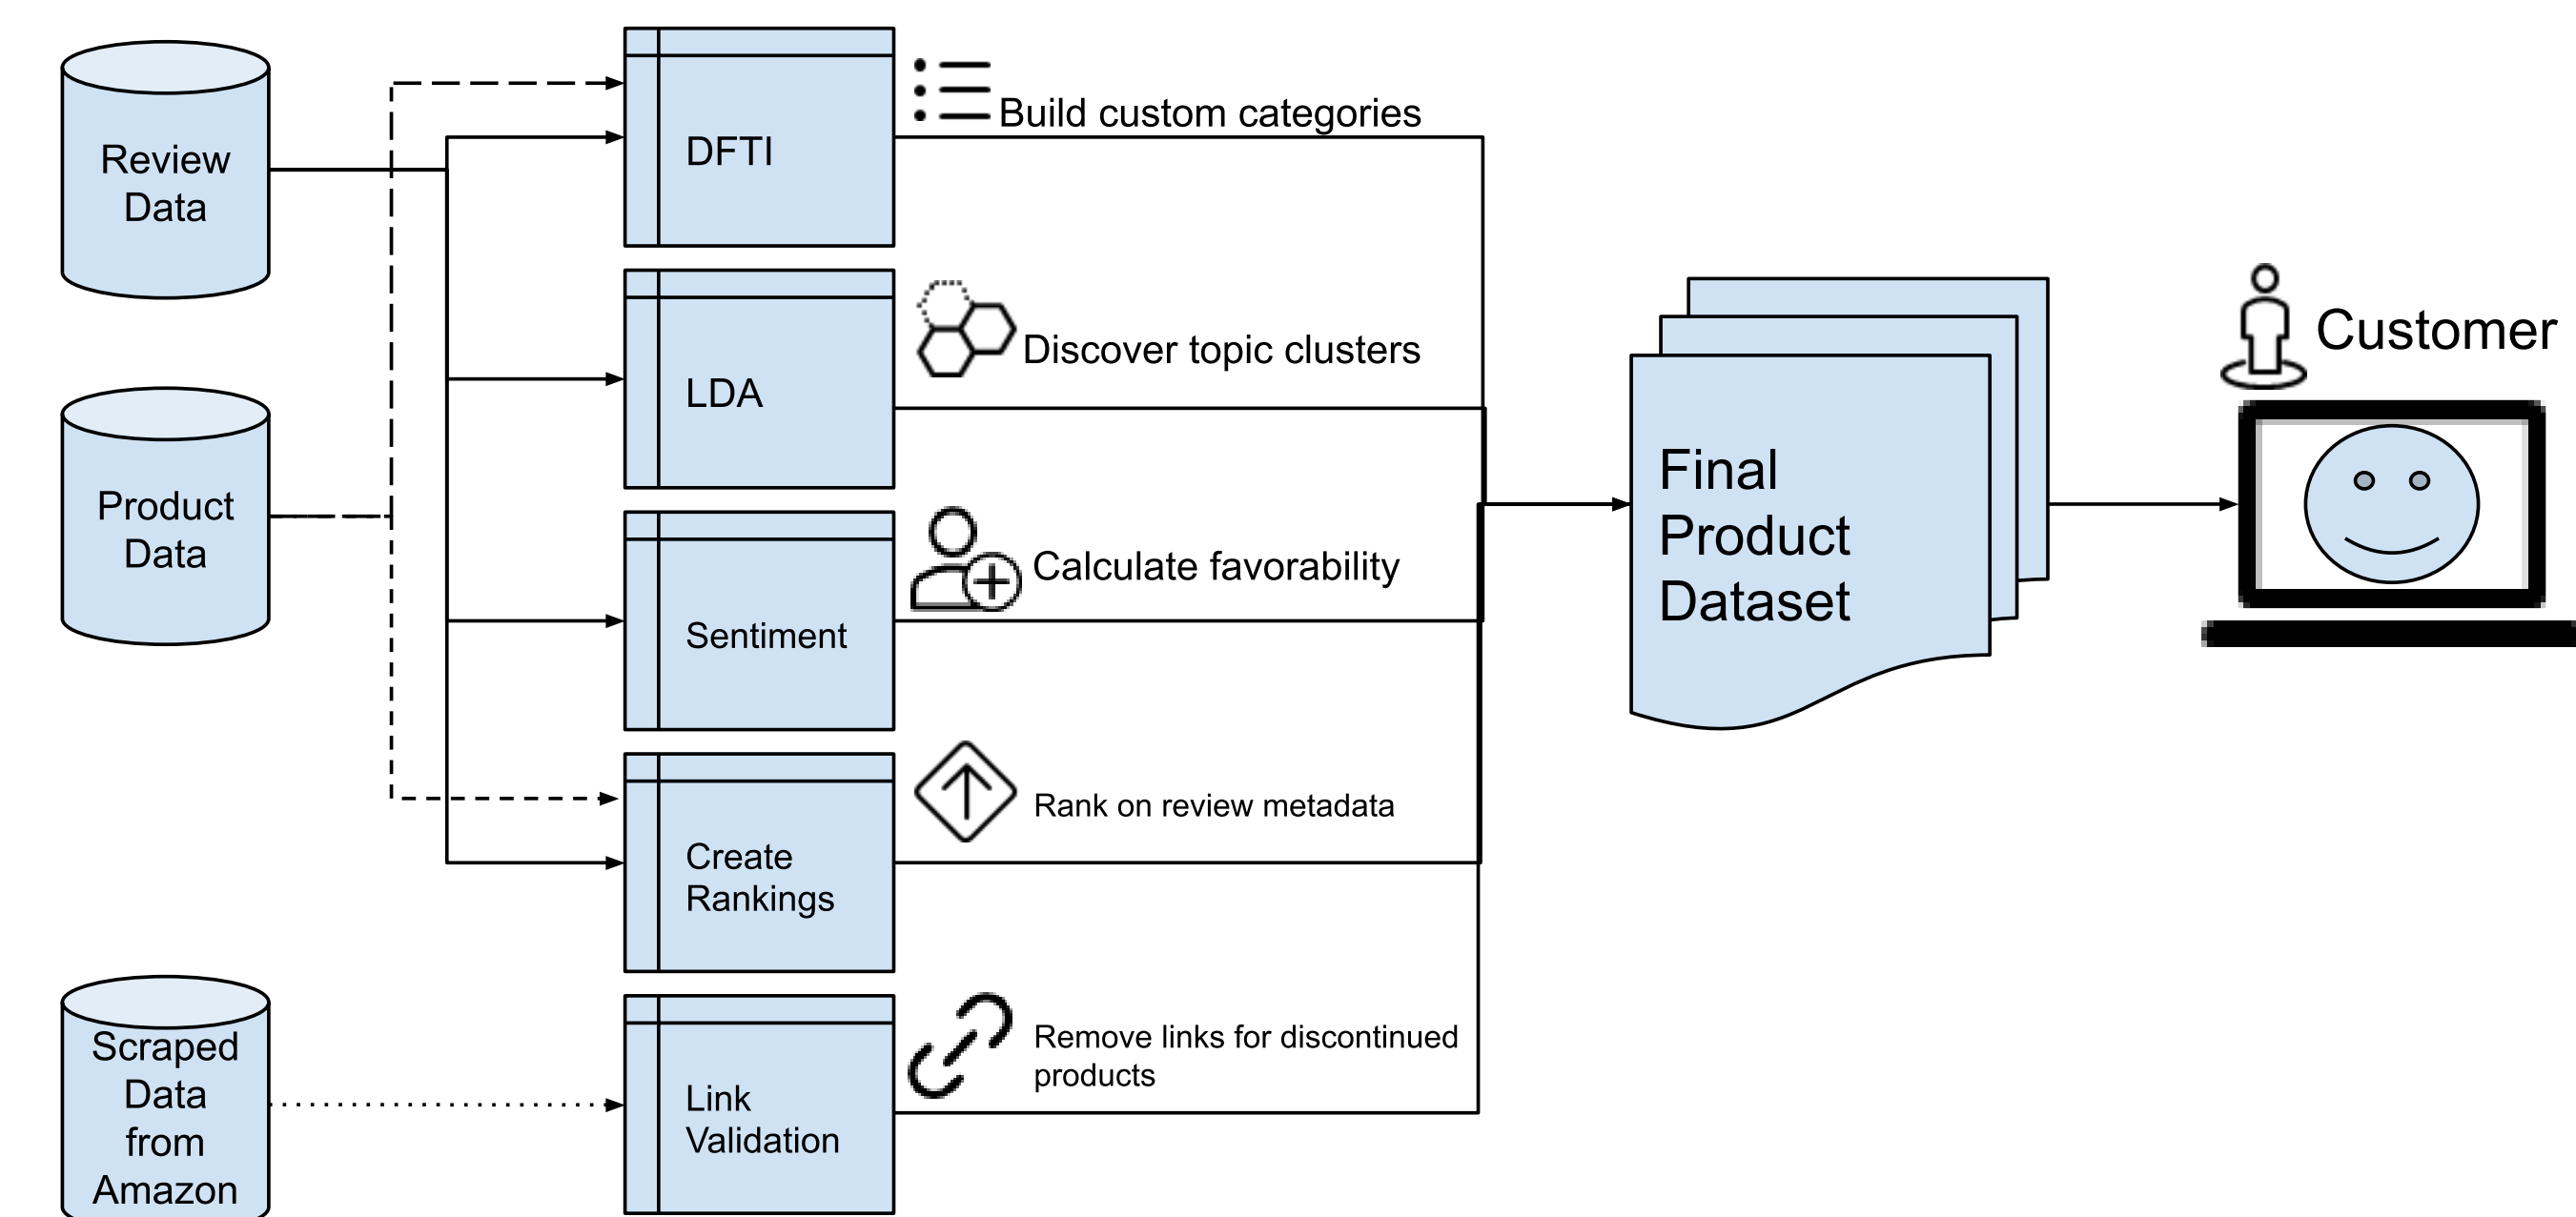 Review
Data
Product
Data
Scraped
Data
from
Amazon
DFTI
Build custom categories
LDA
Discover topic clusters
Sentiment
Calculate favorability
Create
Rankings
Rank on review metadata
Link
Validation
Remove links for discontinued
products
Final
Product
Dataset
Customer